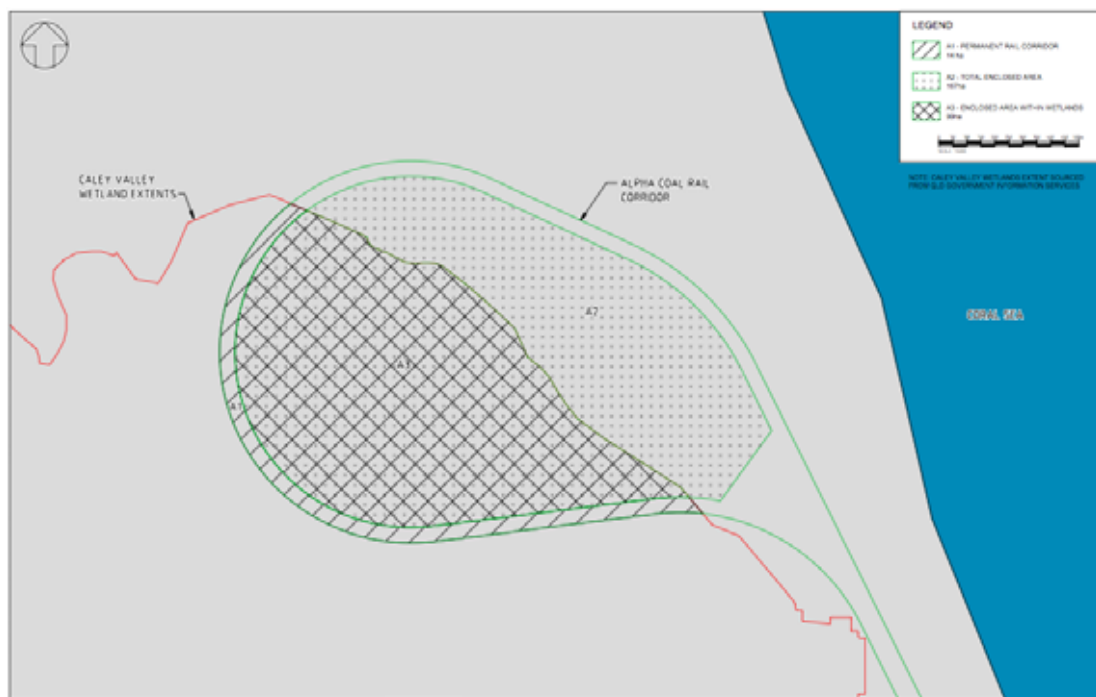 LEGEND
A1 - PERMANENT RAIL CORRIDOR
A2 - TOTAL ENCLOSED AREA
A3 - ENCLOSED AREA WITHIN WETLANDS
NOTE: CALEY VALLEY WETLANDS EXTENT SOURCED
FROM QLD GOVERNMENT INFORMATION SERVICES
CALEY VALLEY
WETLAND EXTENTS
ALPHA COAL RAIL
CORRIDOR
A2
CORAL SEA
A3
A1